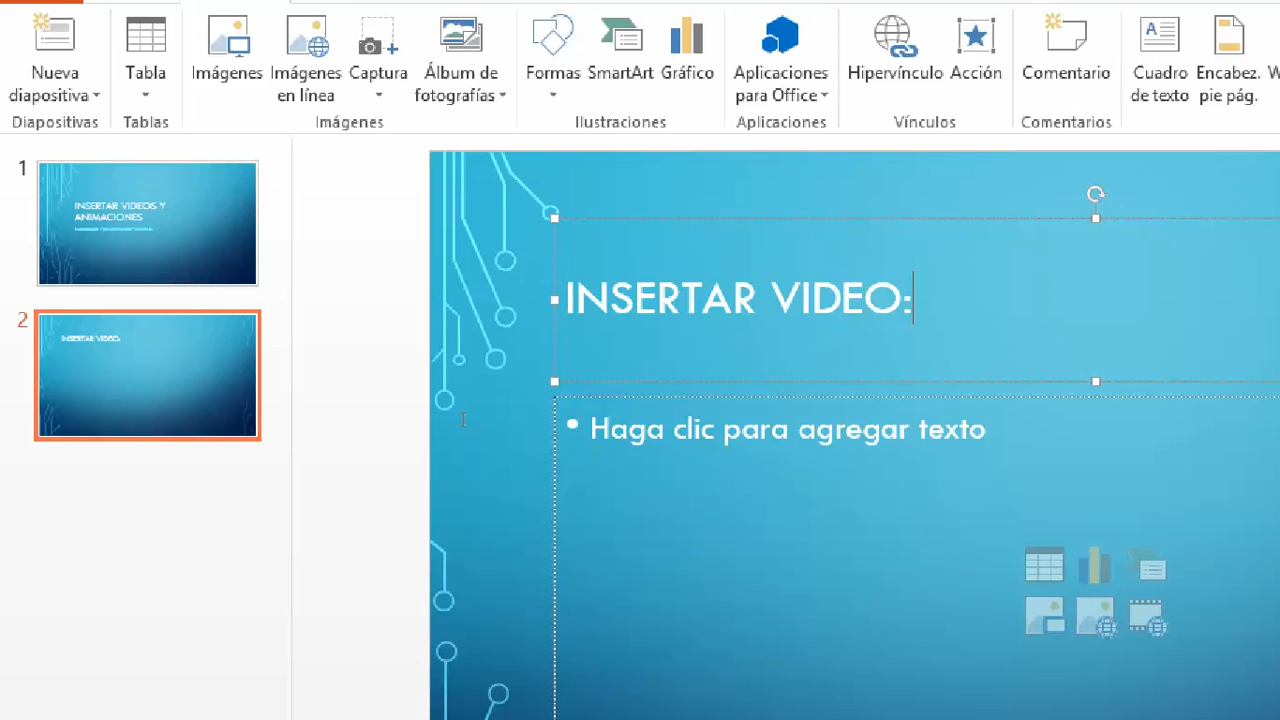 Nueva diapositiva
Tabla
Imágenes
Imágenes en línea
Captura
Álbum de fotografías
Formas
SmartArt
Gráfico
Aplicaciones para Office
Hipervínculo
Acción
Comentario
Cuadro de texto
Encabez. pie pág.
W
Diapositivas
Tablas
Imágenes
Ilustraciones
Aplicaciones
Vínculos
Comentarios
1
INSERTAR VIDEOS Y
ANIMACIONES
2
INSERTAR VIDEO:
INSERTAR VIDEO:
Haga clic para agregar texto